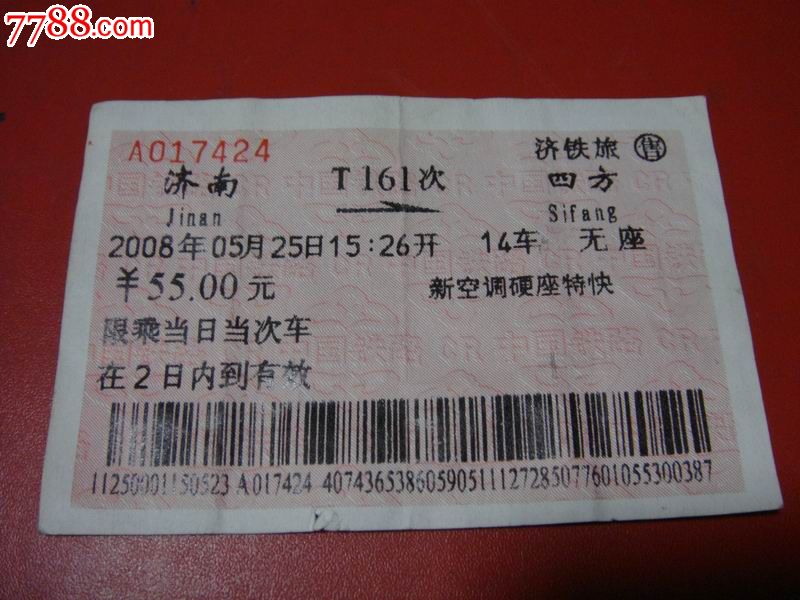 7788.com
A017424 济铁旅 售
济南 T161次 四方
Jinan Sifang
2008年05月25日15:26开 14车 无座
￥55.00元 新空调硬座特快
限乘当日当次车
在2日内到有效
11250001150523 A017424 40743653860590511127285077601055300387